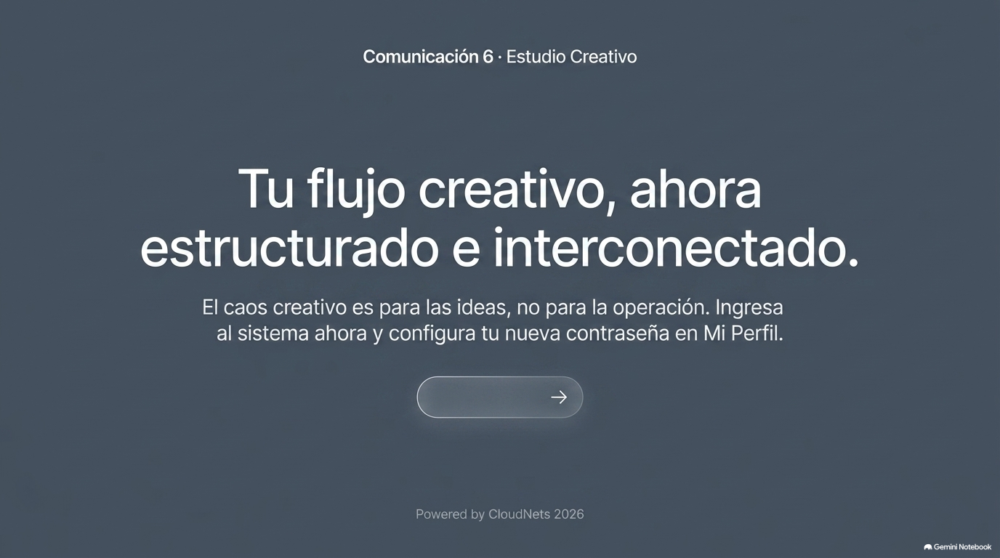 Comunicación 6 · Estudio Creativo
Tu flujo creativo, ahora
estructurado e interconectado.
El caos creativo es para las ideas, no para la operación. Ingresa
al sistema ahora y configura tu nueva contraseña en Mi Perfil.
Powered by CloudNets 2026
Gemini Notebook